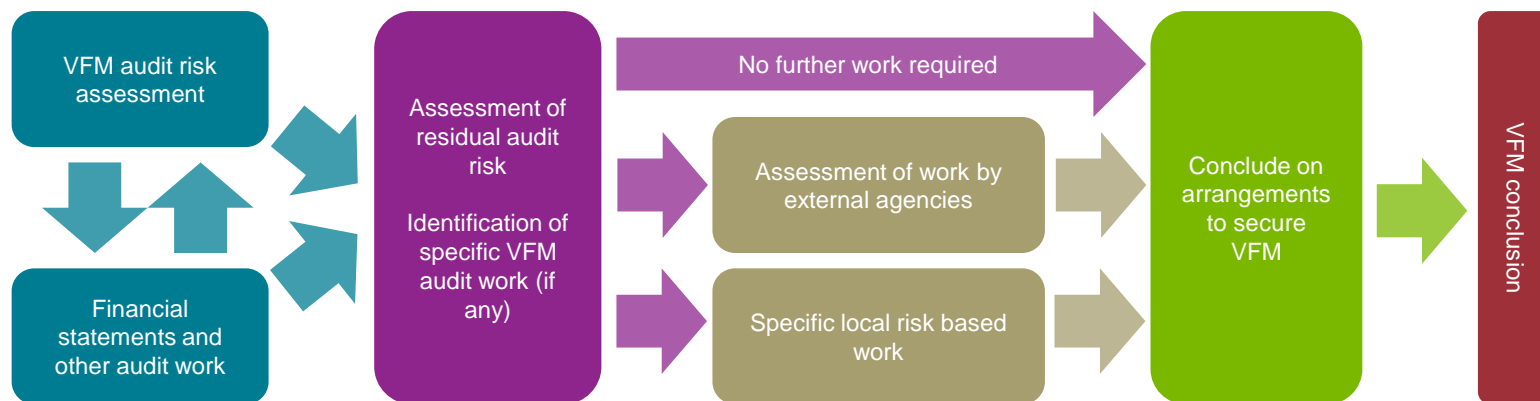 VFM audit risk
assessment
Financial
statements and
other audit work
Assessment of
residual audit
risk
Identification of
specific VFM
audit work (if
any)
No further work required
Assessment of work by
external agencies
Specific local risk based
work
Conclude on
arrangements
to secure
VFM
VFM conclusion